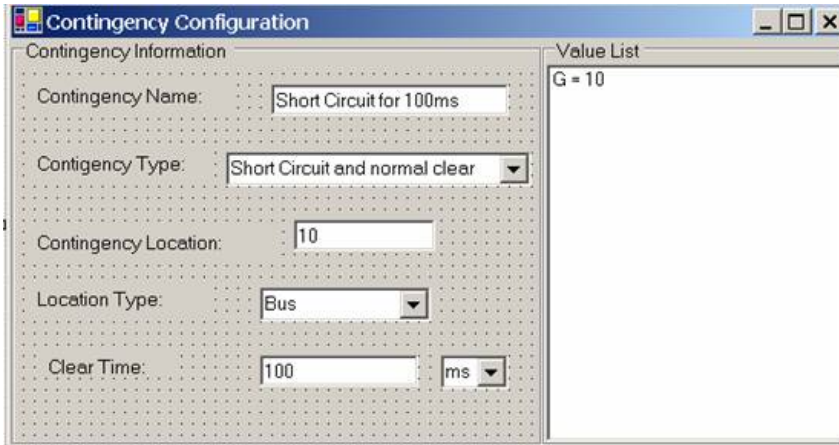 Contingency Configuration
Contingency Information
Contingency Name:
Short Circuit for 100ms
Contigency Type:
Short Circuit and normal clear
Contingency Location:
10
Location Type:
Bus
Clear Time:
100
ms
Value List
G = 10